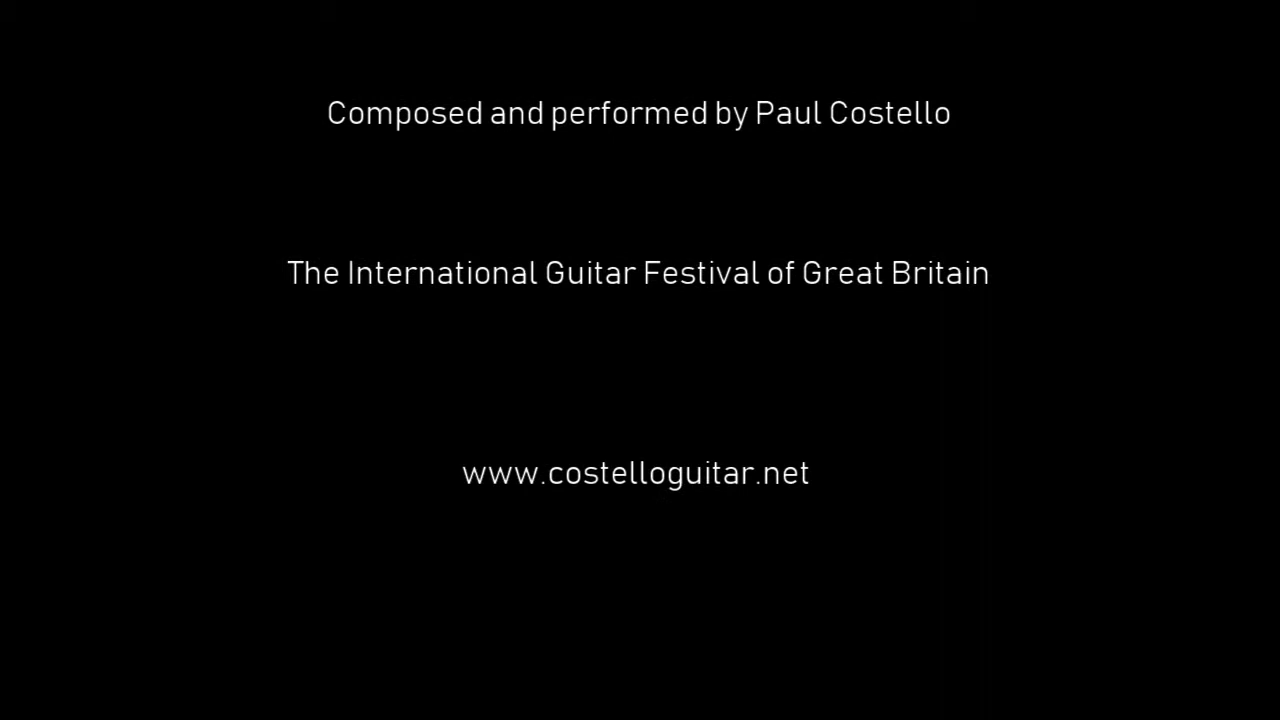 Composed and performed by Paul Costello
The International Guitar Festival of Great Britain
www.costelloguitar.net